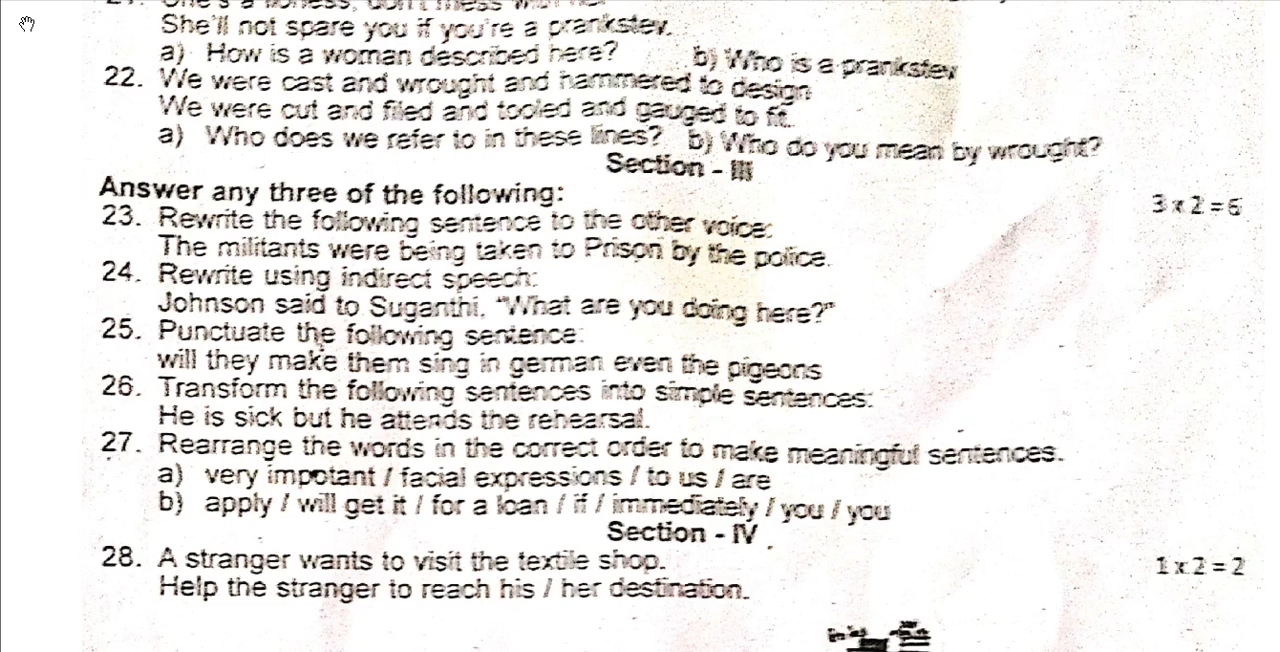 She'll not spare you if you're a prankster.
a) How is a woman described here? b) Who is a prankster
22. We were cast and wrought and hammered to design
We were cut and filed and tooled and gauged to fit.
a) Who does we refer to in these lines? b) Who do you mean by wrought?
Section - III
Answer any three of the following: 3 x 2 = 6
23. Rewrite the following sentence to the other voice:
The militants were being taken to Prison by the police.
24. Rewrite using indirect speech:
Johnson said to Suganthi, "What are you doing here?"
25. Punctuate the following sentence:
will they make them sing in german even the pigeons
26. Transform the following sentences into simple sentences:
He is sick but he attends the rehearsal.
27. Rearrange the words in the correct order to make meaningful sentences.
a) very impotant / facial expressions / to us / are
b) apply / will get it / for a loan / if / immediately / you / you
Section - IV
28. A stranger wants to visit the textile shop. 1 x 2 = 2
Help the stranger to reach his / her destination.